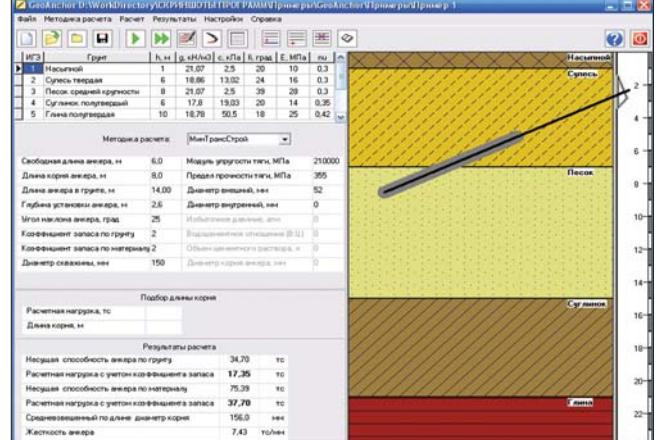 GeoAnchor D:\WorkDirectory\СКРИНШОТЫ ПРОГРАММ\Примеры\GeoAnchor\Примеры\Пример 1
Файл Методика расчета Расчет Результаты Настройки Справка
ИГЭ Грунт h, м g, кН/м3 c, кПа fi, град E, МПа nu
1 Насыпной 1 21,07 2,5 20 10 0,3
2 Супесь твердая 6 18,86 13,02 24 16 0,3
3 Песок средней крупности 8 21,07 2,5 39 28 0,3
4 Суглинок полутвердый 6 17,8 19,03 20 14 0,35
5 Глина полутвердая 10 18,78 50,5 18 25 0,42
Методика расчета: МинТрансСтрой
Свободная длина анкера, м 6,0 Модуль упругости тяги, МПа 210000
Длина корня анкера, м 8,0 Предел прочности тяги, МПа 355
Длина анкера в грунте, м 14,00 Диаметр внешний, мм 52
Глубина установки анкера, м 2,6 Диаметр внутренний, мм 0
Угол наклона анкера, град 25 Избыточное давление, атм 0
Коэффициент запаса по грунту 2 Водоцементное отношение (В:Ц) 0
Коэффициент запаса по материалу 2 Объем цементного раствора, л 0
Диаметр скважины, мм 150 Диаметр корня анкера, мм 0
Подбор длины корня
Расчетная нагрузка, тс
Длина корня, м
Результаты расчета
Несущая способность анкера по грунту 34,70 тс
Расчетная нагрузка с учетом коэффициента запаса 17,35 тс
Несущая способность анкера по материалу 75,39 тс
Расчетная нагрузка с учетом коэффициента запаса 37,70 тс
Средневзвешенный по длине диаметр корня 156,0 мм
Жесткость анкера 7,43 тс/мм
Насыпной
Супесь
Песок
Суглинок
Глина
2
4
6
8
10
12
14
16
18
20
22